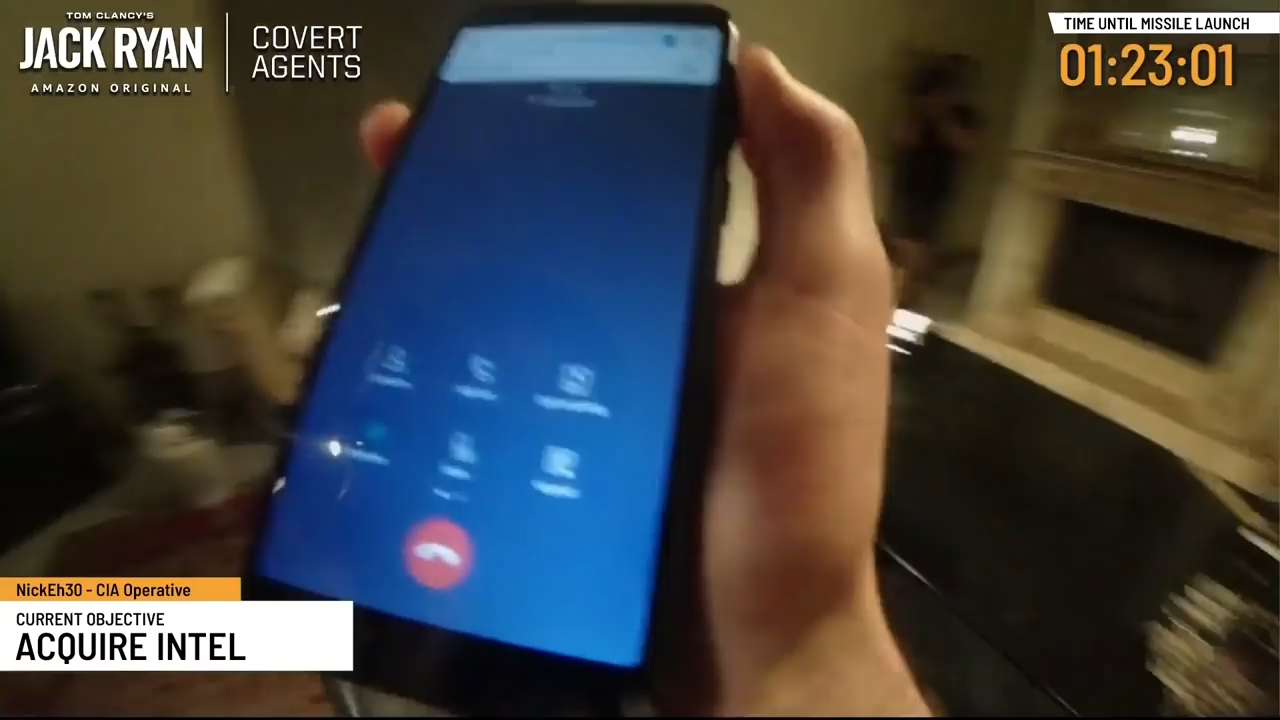 TOM CLANCY'S
JACK RYAN
AMAZON ORIGINAL
COVERT
AGENTS
TIME UNTIL MISSILE LAUNCH
01:23:01
NickEh30 - CIA Operative
CURRENT OBJECTIVE
ACQUIRE INTEL